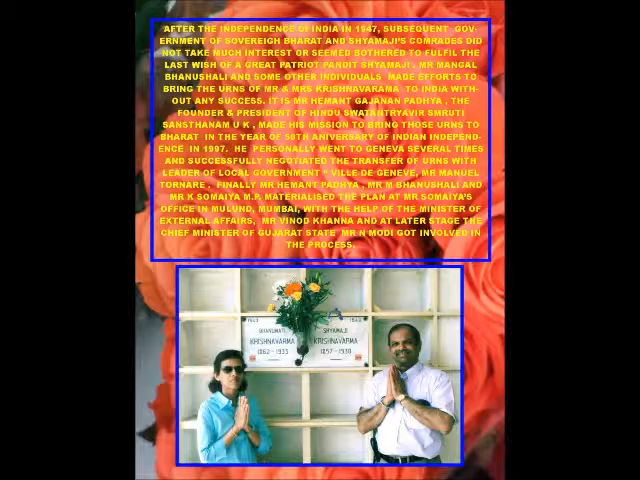 AFTER THE INDEPENDENCE OF INDIA IN 1947, SUBSEQUENT GOV-
ERNMENT OF SOVEREIGH BHARAT AND SHYAMAJI'S COMRADES DID
NOT TAKE MUCH INTEREST OR SEEMED BOTHERED TO FULFIL THE
LAST WISH OF A GREAT PATRIOT PANDIT SHYAMAJI . MR MANGAL
BHANUSHALI AND SOME OTHER INDIVIDUALS MADE EFFORTS TO
BRING THE URNS OF MR & MRS KRISHNAVARAMA TO INDIA WITH-
OUT ANY SUCCESS. IT IS MR HEMANT GAJANAN PADHYA , THE
FOUNDER & PRESIDENT OF HINDU SWATANTRYAVIR SMRUTI
SANSTHANAM U K , MADE HIS MISSION TO BRING THOSE URNS TO
BHARAT IN THE YEAR OF 50TH ANIVERSARY OF INDIAN INDEPEND-
ENCE IN 1997. HE PERSONALLY WENT TO GENEVA SEVERAL TIMES
AND SUCCESSFULLY NEGOTIATED THE TRANSFER OF URNS WITH
LEADER OF LOCAL GOVERNMENT " VILLE DE GENEVE, MR MANUEL
TORNARE . FINALLY MR HEMANT PADHYA , MR M BHANUSHALI AND
MR K SOMAIYA M.P. MATERIALISED THE PLAN AT MR SOMAIYA'S
OFFICE IN MULUND, MUMBAI, WITH THE HELP OF THE MINISTER OF
EXTERNAL AFFAIRS, MR VINOD KHANNA AND AT LATER STAGE THE
CHIEF MINISTER OF GUJARAT STATE MR N MODI GOT INVOLVED IN
THE PROCESS.
BHANUMATI SHYAMAJI
KRISHNAVARMA KRISHNAVARMA
1862-1933 1857-1930